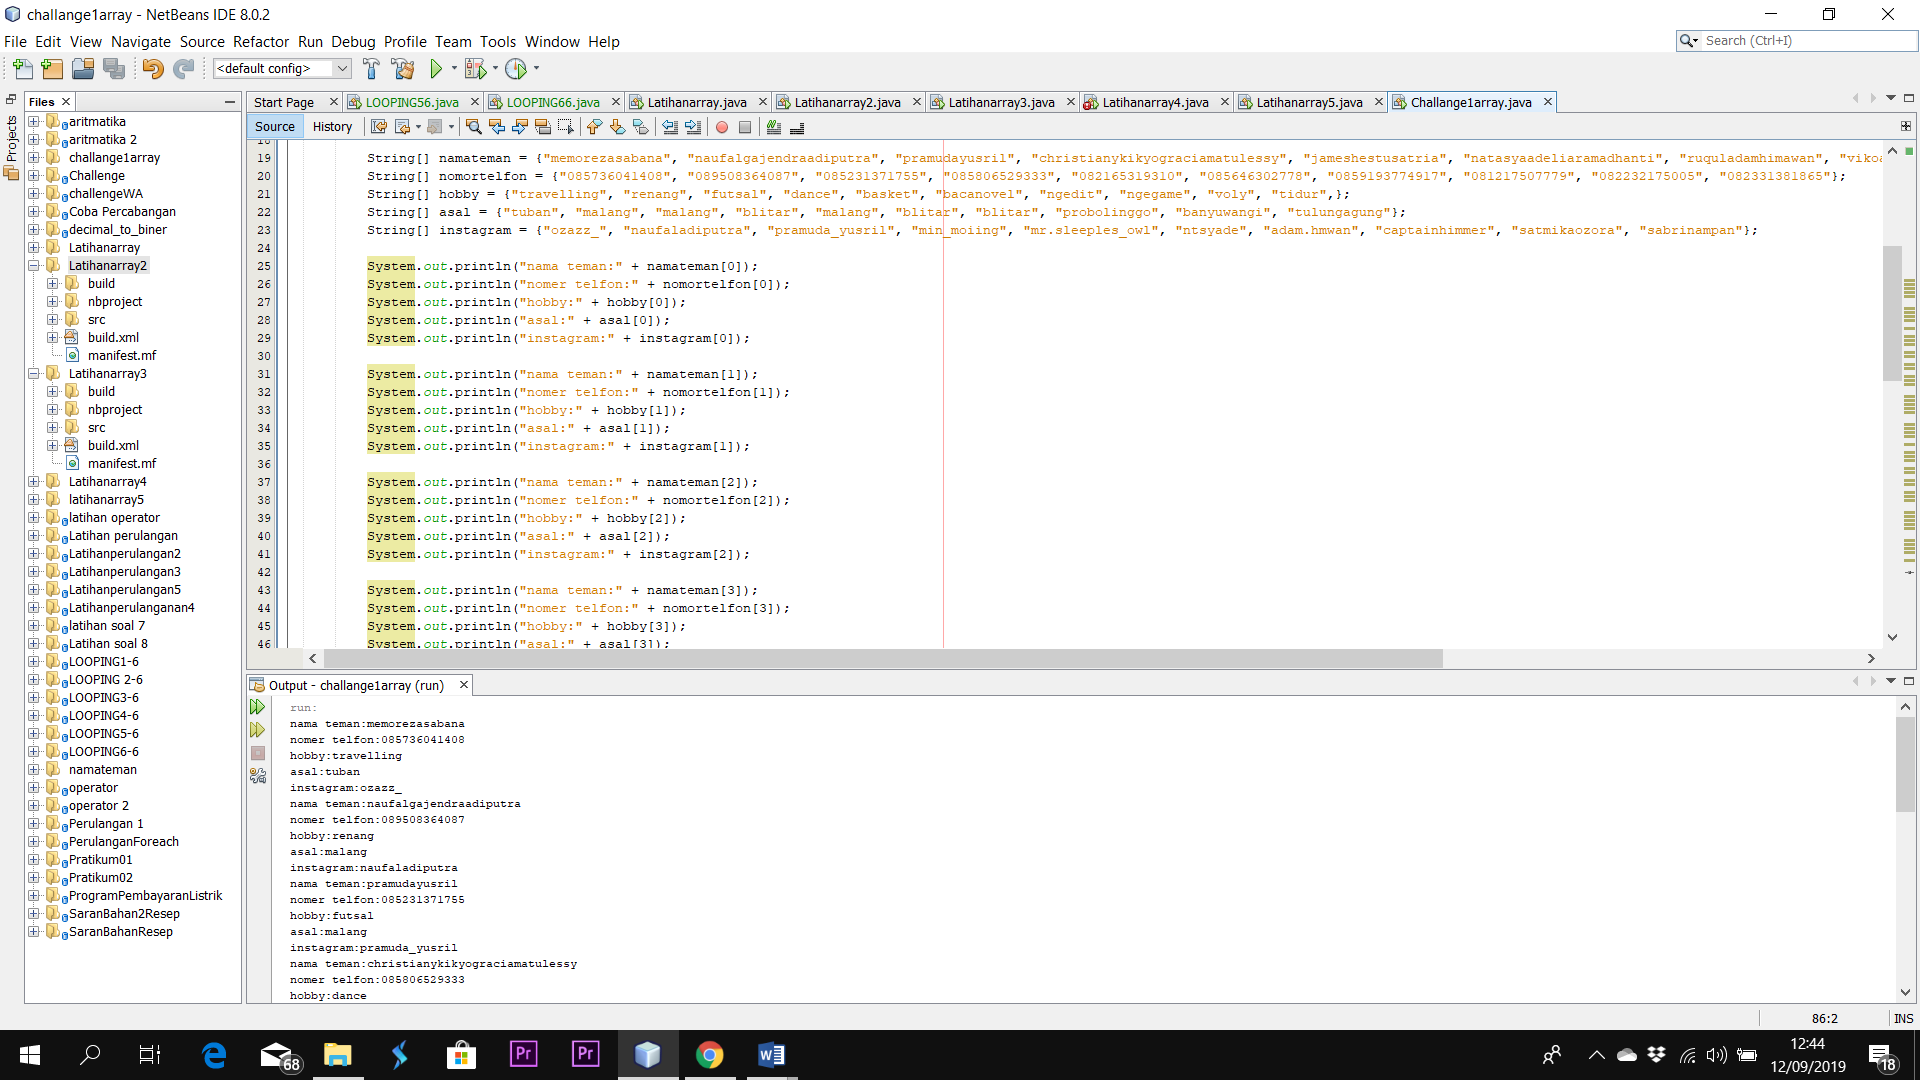 challange1array - NetBeans IDE 8.0.2
File Edit View Navigate Source Refactor Run Debug Profile Team Tools Window Help
Search (Ctrl+I)
<default config>
Files
Start Page LOOPING56.java LOOPING66.java Latihanarray.java Latihanarray2.java Latihanarray3.java Latihanarray4.java Latihanarray5.java Challange1array.java
Source History
Projects
aritmatika
aritmatika 2
challange1array
Challenge
challengeWA
Coba Percabangan
decimal_to_biner
Latihanarray
Latihanarray2
build
nbproject
src
build.xml
manifest.mf
Latihanarray3
build
nbproject
src
build.xml
manifest.mf
Latihanarray4
latihanarray5
latihan operator
Latihan perulangan
Latihanperulangan2
Latihanperulangan3
Latihanperulangan5
Latihanperulanganan4
latihan soal 7
Latihan soal 8
LOOPING1-6
LOOPING 2-6
LOOPING3-6
LOOPING4-6
LOOPING5-6
LOOPING6-6
namateman
operator
operator 2
Perulangan 1
PerulanganForeach
Pratikum01
Pratikum02
ProgramPembayaranListrik
SaranBahan2Resep
SaranBahanResep
18
19 String[] namateman = {"memorezasabana", "naufalgajendraadiputra", "pramudayusril", "christianykikyograciamatulessy", "jameshestusatria", "natasyaadeliaramadhanti", "ruquladamhimawan", "vikoa
20 String[] nomortelfon = {"085736041408", "089508364087", "085231371755", "085806529333", "082165319310", "085646302778", "0859193774917", "081217507779", "082232175005", "082331381865"};
21 String[] hobby = {"travelling", "renang", "futsal", "dance", "basket", "bacanovel", "ngedit", "ngegame", "voly", "tidur",};
22 String[] asal = {"tuban", "malang", "malang", "blitar", "malang", "blitar", "blitar", "probolinggo", "banyuwangi", "tulungagung"};
23 String[] instagram = {"ozazz_", "naufaladiputra", "pramuda_yusril", "min_moiing", "mr.sleeples_owl", "ntsyade", "adam.hmwan", "captainhimmer", "satmikaozora", "sabrinampan"};
24
25 System.out.println("nama teman:" + namateman[0]);
26 System.out.println("nomer telfon:" + nomortelfon[0]);
27 System.out.println("hobby:" + hobby[0]);
28 System.out.println("asal:" + asal[0]);
29 System.out.println("instagram:" + instagram[0]);
30
31 System.out.println("nama teman:" + namateman[1]);
32 System.out.println("nomer telfon:" + nomortelfon[1]);
33 System.out.println("hobby:" + hobby[1]);
34 System.out.println("asal:" + asal[1]);
35 System.out.println("instagram:" + instagram[1]);
36
37 System.out.println("nama teman:" + namateman[2]);
38 System.out.println("nomer telfon:" + nomortelfon[2]);
39 System.out.println("hobby:" + hobby[2]);
40 System.out.println("asal:" + asal[2]);
41 System.out.println("instagram:" + instagram[2]);
42
43 System.out.println("nama teman:" + namateman[3]);
44 System.out.println("nomer telfon:" + nomortelfon[3]);
45 System.out.println("hobby:" + hobby[3]);
46 System.out.println("asal:" + asal[3]);
Output - challange1array (run)
run:
nama teman:memorezasabana
nomer telfon:085736041408
hobby:travelling
asal:tuban
instagram:ozazz_
nama teman:naufalgajendraadiputra
nomer telfon:089508364087
hobby:renang
asal:malang
instagram:naufaladiputra
nama teman:pramudayusril
nomer telfon:085231371755
hobby:futsal
asal:malang
instagram:pramuda_yusril
nama teman:christianykikyograciamatulessy
nomer telfon:085806529333
hobby:dance
86:2 INS
68
Pr
Pr
12:44
12/09/2019
18